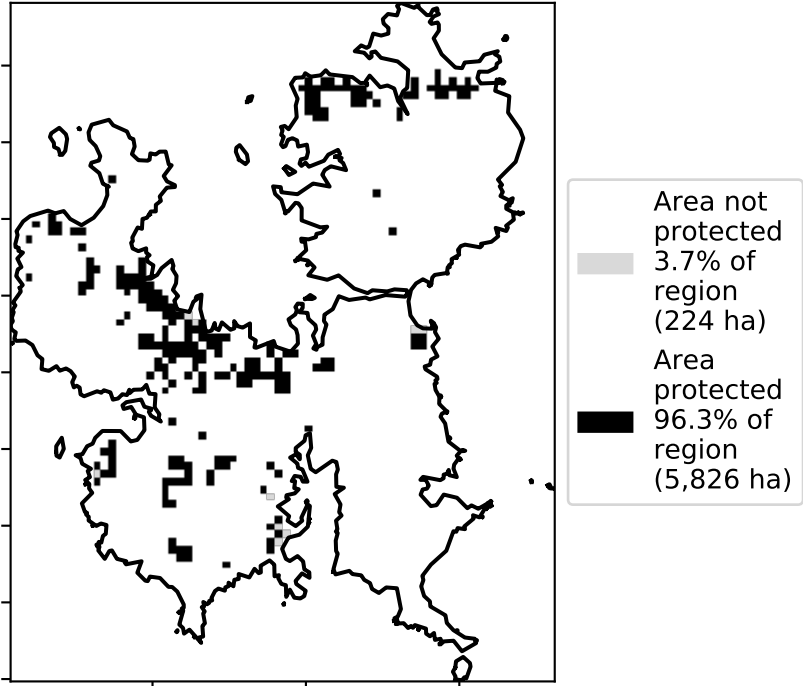 Area not
protected
3.7% of
region
(224 ha)
Area
protected
96.3% of
region
(5,826 ha)